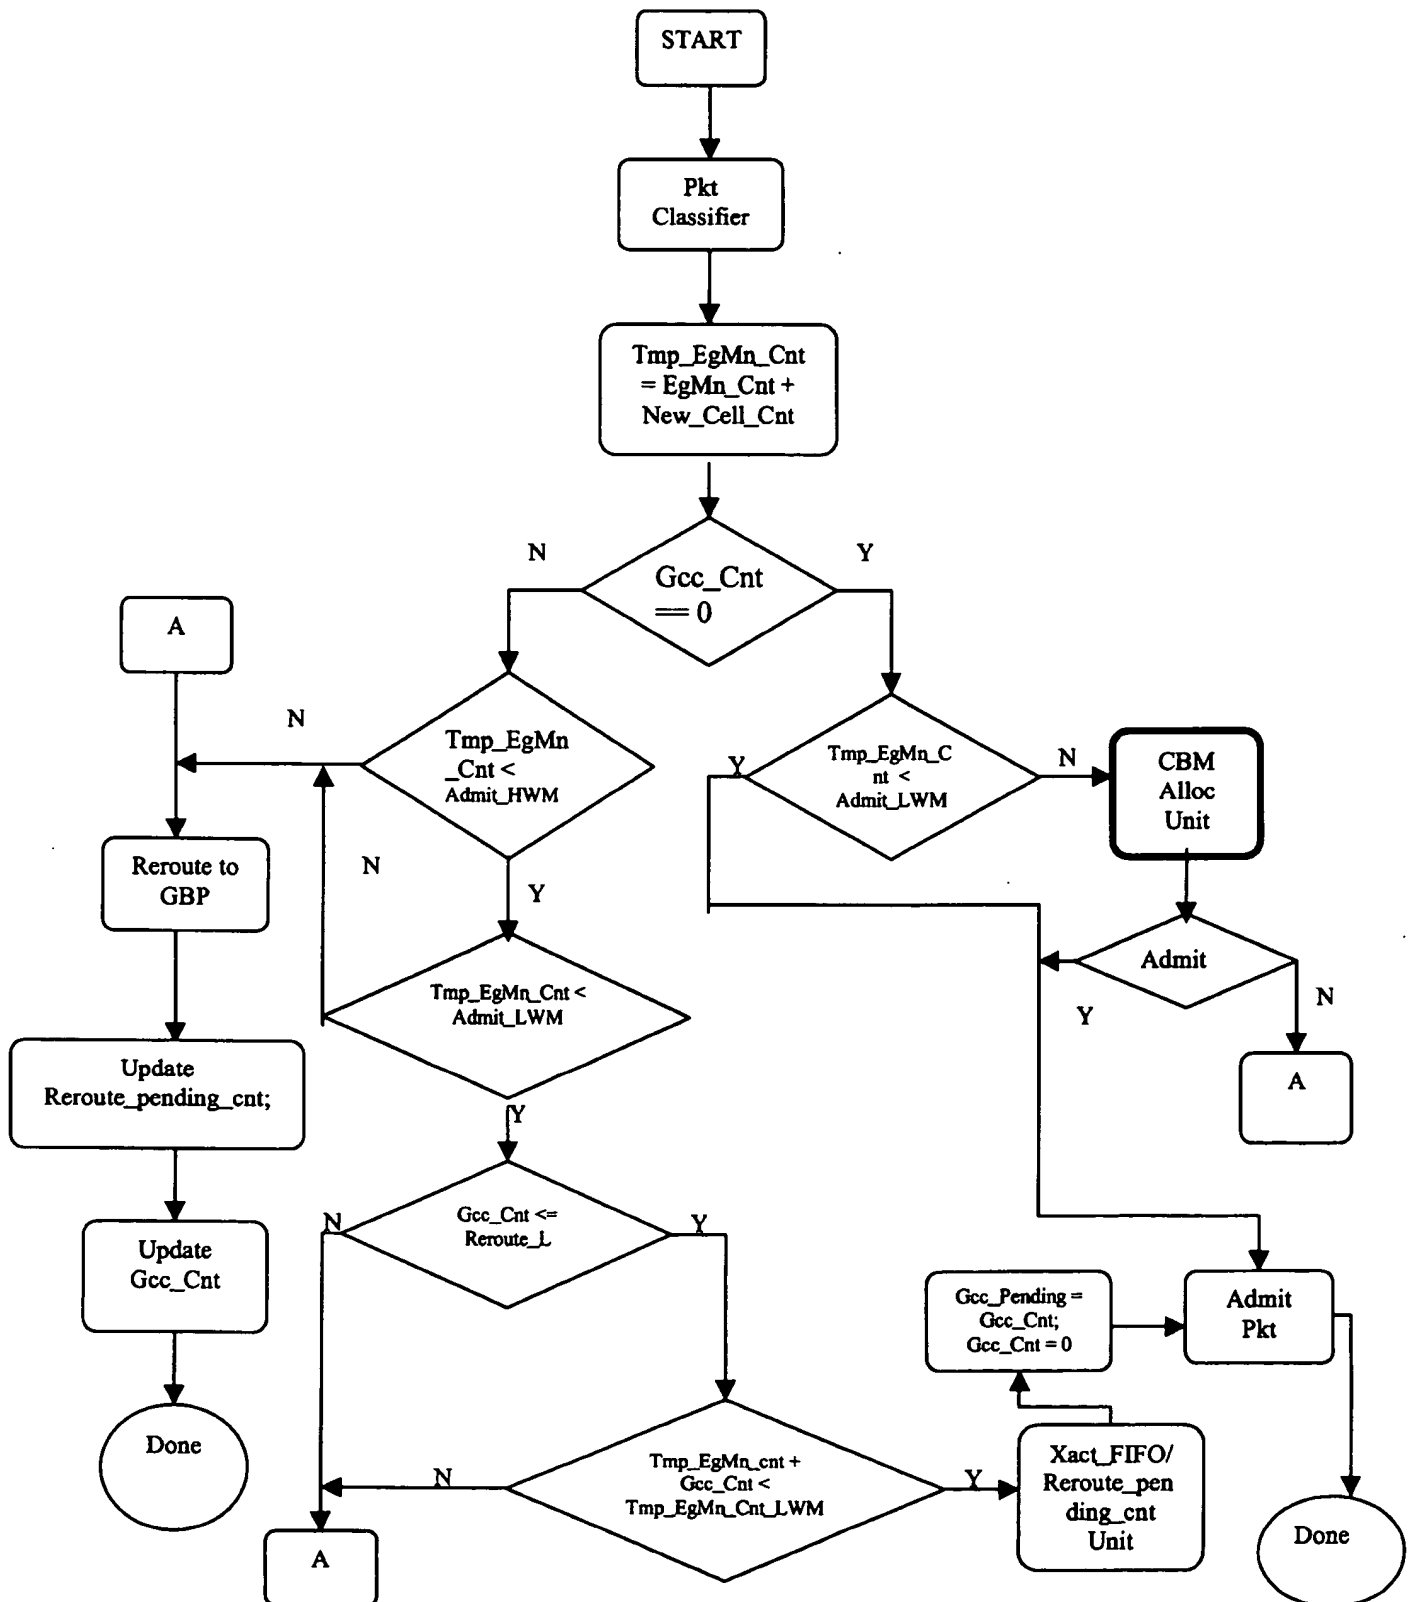 START
Pkt
Classifier
Tmp_EgMn_Cnt
= EgMn_Cnt +
New_Cell_Cnt
N
Y
Gcc_Cnt
== 0
A
N
Tmp_EgMn
_Cnt <
Admit_HWM
Y
Tmp_EgMn_C
nt <
Admit_LWM
N
CBM
Alloc
Unit
Reroute to
GBP
N
Y
Admit
Y
N
Tmp_EgMn_Cnt <
Admit_LWM
A
Update
Reroute_pending_cnt;
Y
Gcc_Cnt <=
Reroute_L
N
Y
Update
Gcc_Cnt
Gcc_Pending =
Gcc_Cnt;
Gcc_Cnt = 0
Admit
Pkt
Done
Tmp_EgMn_cnt +
Gcc_Cnt <
Tmp_EgMn_Cnt_LWM
N
Y
Xact_FIFO/
Reroute_pen
ding_cnt
Unit
Done
A